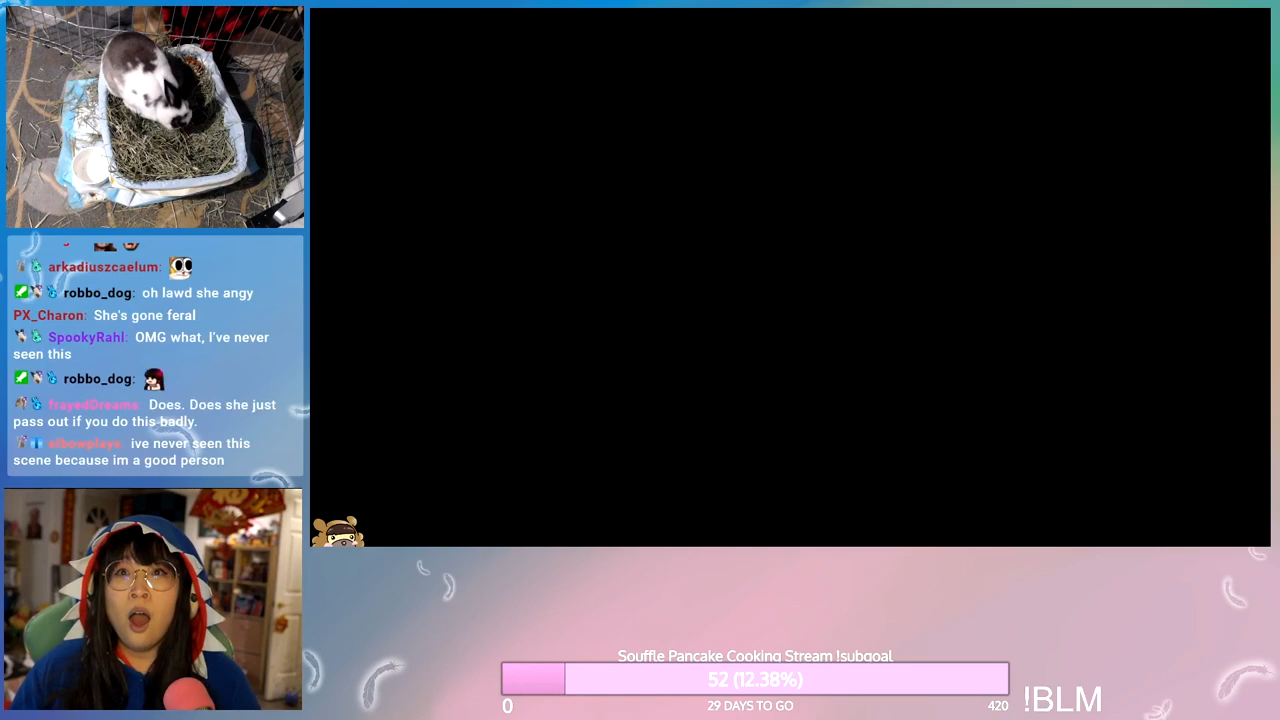 arkadiuszcaelum:
robbo_dog: oh lawd she angy
PX_Charon: She's gone feral
SpookyRahl: OMG what, I've never
seen this
robbo_dog:
frayedDreams: Does. Does she just
pass out if you do this badly.
elbowplays: ive never seen this
scene because im a good person
Souffle Pancake Cooking Stream !subgoal
52 (12.38%)
0
29 DAYS TO GO
420
!BLM